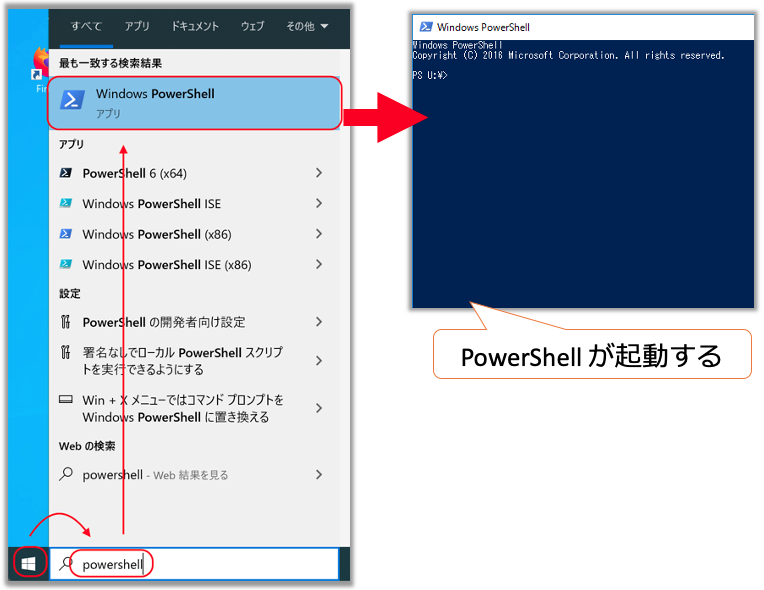 すべて アプリ ドキュメント ウェブ その他
最も一致する検索結果
Windows PowerShell
アプリ
アプリ
PowerShell 6 (x64)
Windows PowerShell ISE
Windows PowerShell (x86)
Windows PowerShell ISE (x86)
設定
PowerShell の開発者向け設定
署名なしでローカル PowerShell スクリプ
トを実行できるようにする
Win + X メニューではコマンド プロンプトを
Windows PowerShell に置き換える
Web の検索
powershell - Web 結果を見る
powershell
Fir
Windows PowerShell
Windows PowerShell
Copyright (C) 2016 Microsoft Corporation. All rights reserved.
PS U:¥>
PowerShell が起動する